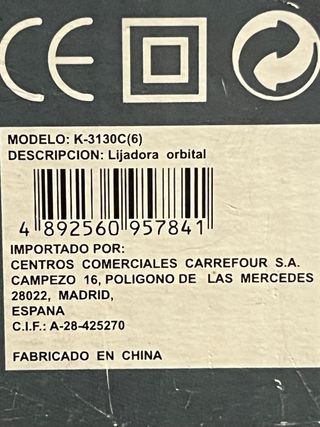 CE
MODELO: K-3130C(6)
DESCRIPCION: Lijadora orbital
4 892560 957841
IMPORTADO POR:
CENTROS COMERCIALES CARREFOUR S.A.
CAMPEZO 16, POLIGONO DE LAS MERCEDES
28022, MADRID,
ESPANA
C.I.F.: A-28-425270
FABRICADO EN CHINA